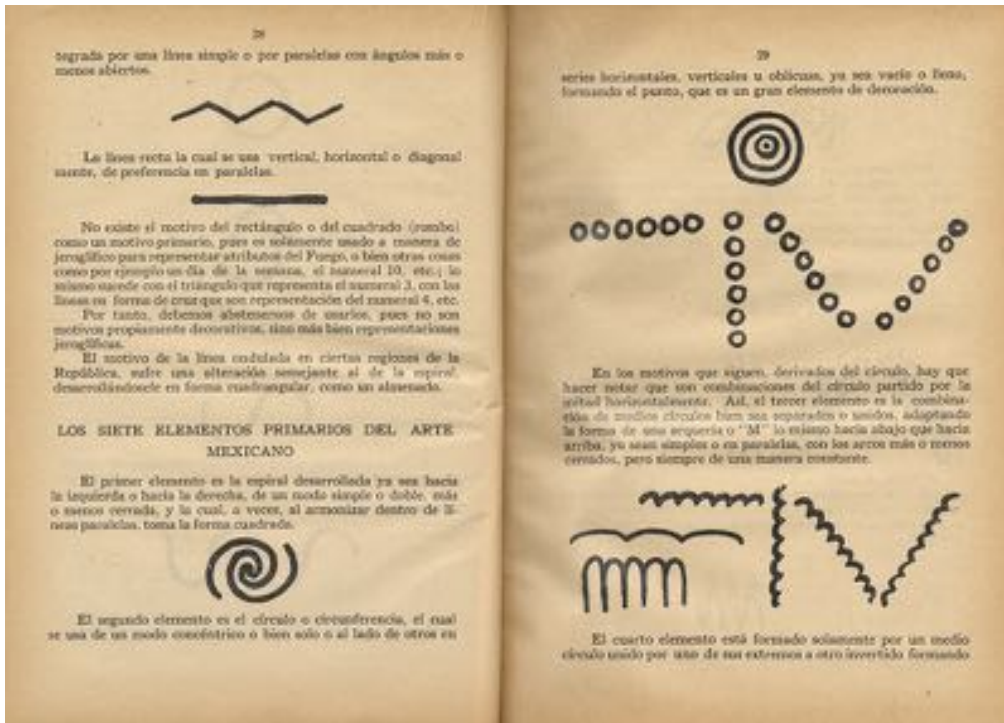 28
tegrada por una línea simple o por paralelas con ángulos más o
menos abiertos.
La línea recta la cual se usa vertical, horizontal o diagonal
mente, de preferencia en paralelas.
No existe el motivo del rectángulo o del cuadrado (rombo)
como un motivo primario, pues es solamente usado a manera de
jeroglífico para representar atributos del Fuego, o bien otras cosas
como por ejemplo un día de la semana, el numeral 10, etc.; lo
mismo sucede con el triángulo que representa el numeral 3, con las
líneas en forma de cruz que son representación del numeral 4, etc.
Por tanto, debemos abstenernos de usarlos, pues no son
motivos propiamente decorativos, sino más bien representaciones
jeroglíficas.
El motivo de la línea ondulada en ciertas regiones de la
República, sufre una alteración semejante al de la espiral,
desarrollándosele en forma cuadrangular, como un almenado.
LOS SIETE ELEMENTOS PRIMARIOS DEL ARTE
MEXICANO
El primer elemento es la espiral desarrollada ya sea hacia
la izquierda o hacia la derecha, de un modo simple o doble, más
o menos cerrada, y la cual, a veces, al armonizar dentro de lí-
neas paralelas, toma la forma cuadrada.
El segundo elemento es el círculo o circunferencia, el cual
se usa de un modo concéntrico o bien solo o al lado de otros en
29
series horizontales, verticales u oblicuas, ya sea vacío o lleno,
formando el punto, que es un gran elemento de decoración.
En los motivos que siguen, derivados del círculo, hay que
hacer notar que son combinaciones del círculo partido por la
mitad horizontalmente. Así, el tercer elemento es la combina-
ción de medios círculos bien sea separados o unidos, adaptando
la forma de una arquería o "M" lo mismo hacia abajo que hacia
arriba, ya sean simples o en paralelas, con los arcos más o menos
cerrados, pero siempre de una manera constante.
El cuarto elemento está formado solamente por un medio
círculo unido por uno de sus extremos a otro invertido formando